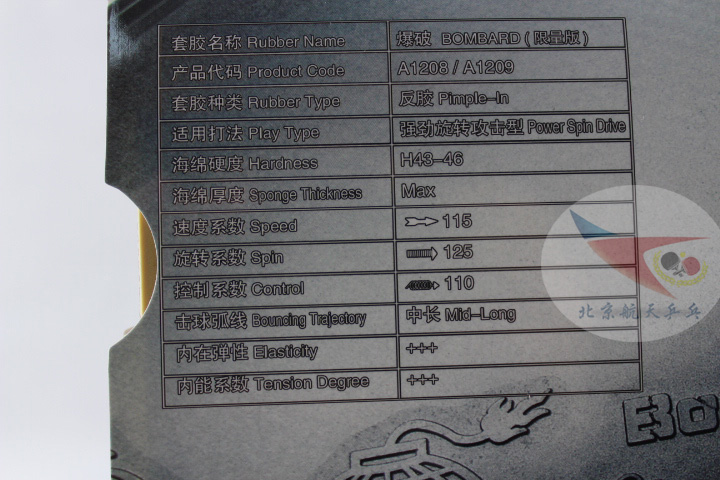 套胶名称 Rubber Name 爆破 BOMBARD ( 限量版 )
产品代码 Product Code A1208 / A1209
套胶种类 Rubber Type 反胶 Pimple-In
适用打法 Play Type 强劲旋转攻击型 Power Spin Drive
海绵硬度 Hardness H43-46
海绵厚度 Sponge Thickness Max
速度系数 Speed 115
旋转系数 Spin 125
控制系数 Control 110
击球弧线 Bouncing Trajectory 中长 Mid-Long
内在弹性 Elasticity +++
内能系数 Tension Degree +++
北京航天乒乓
Bo